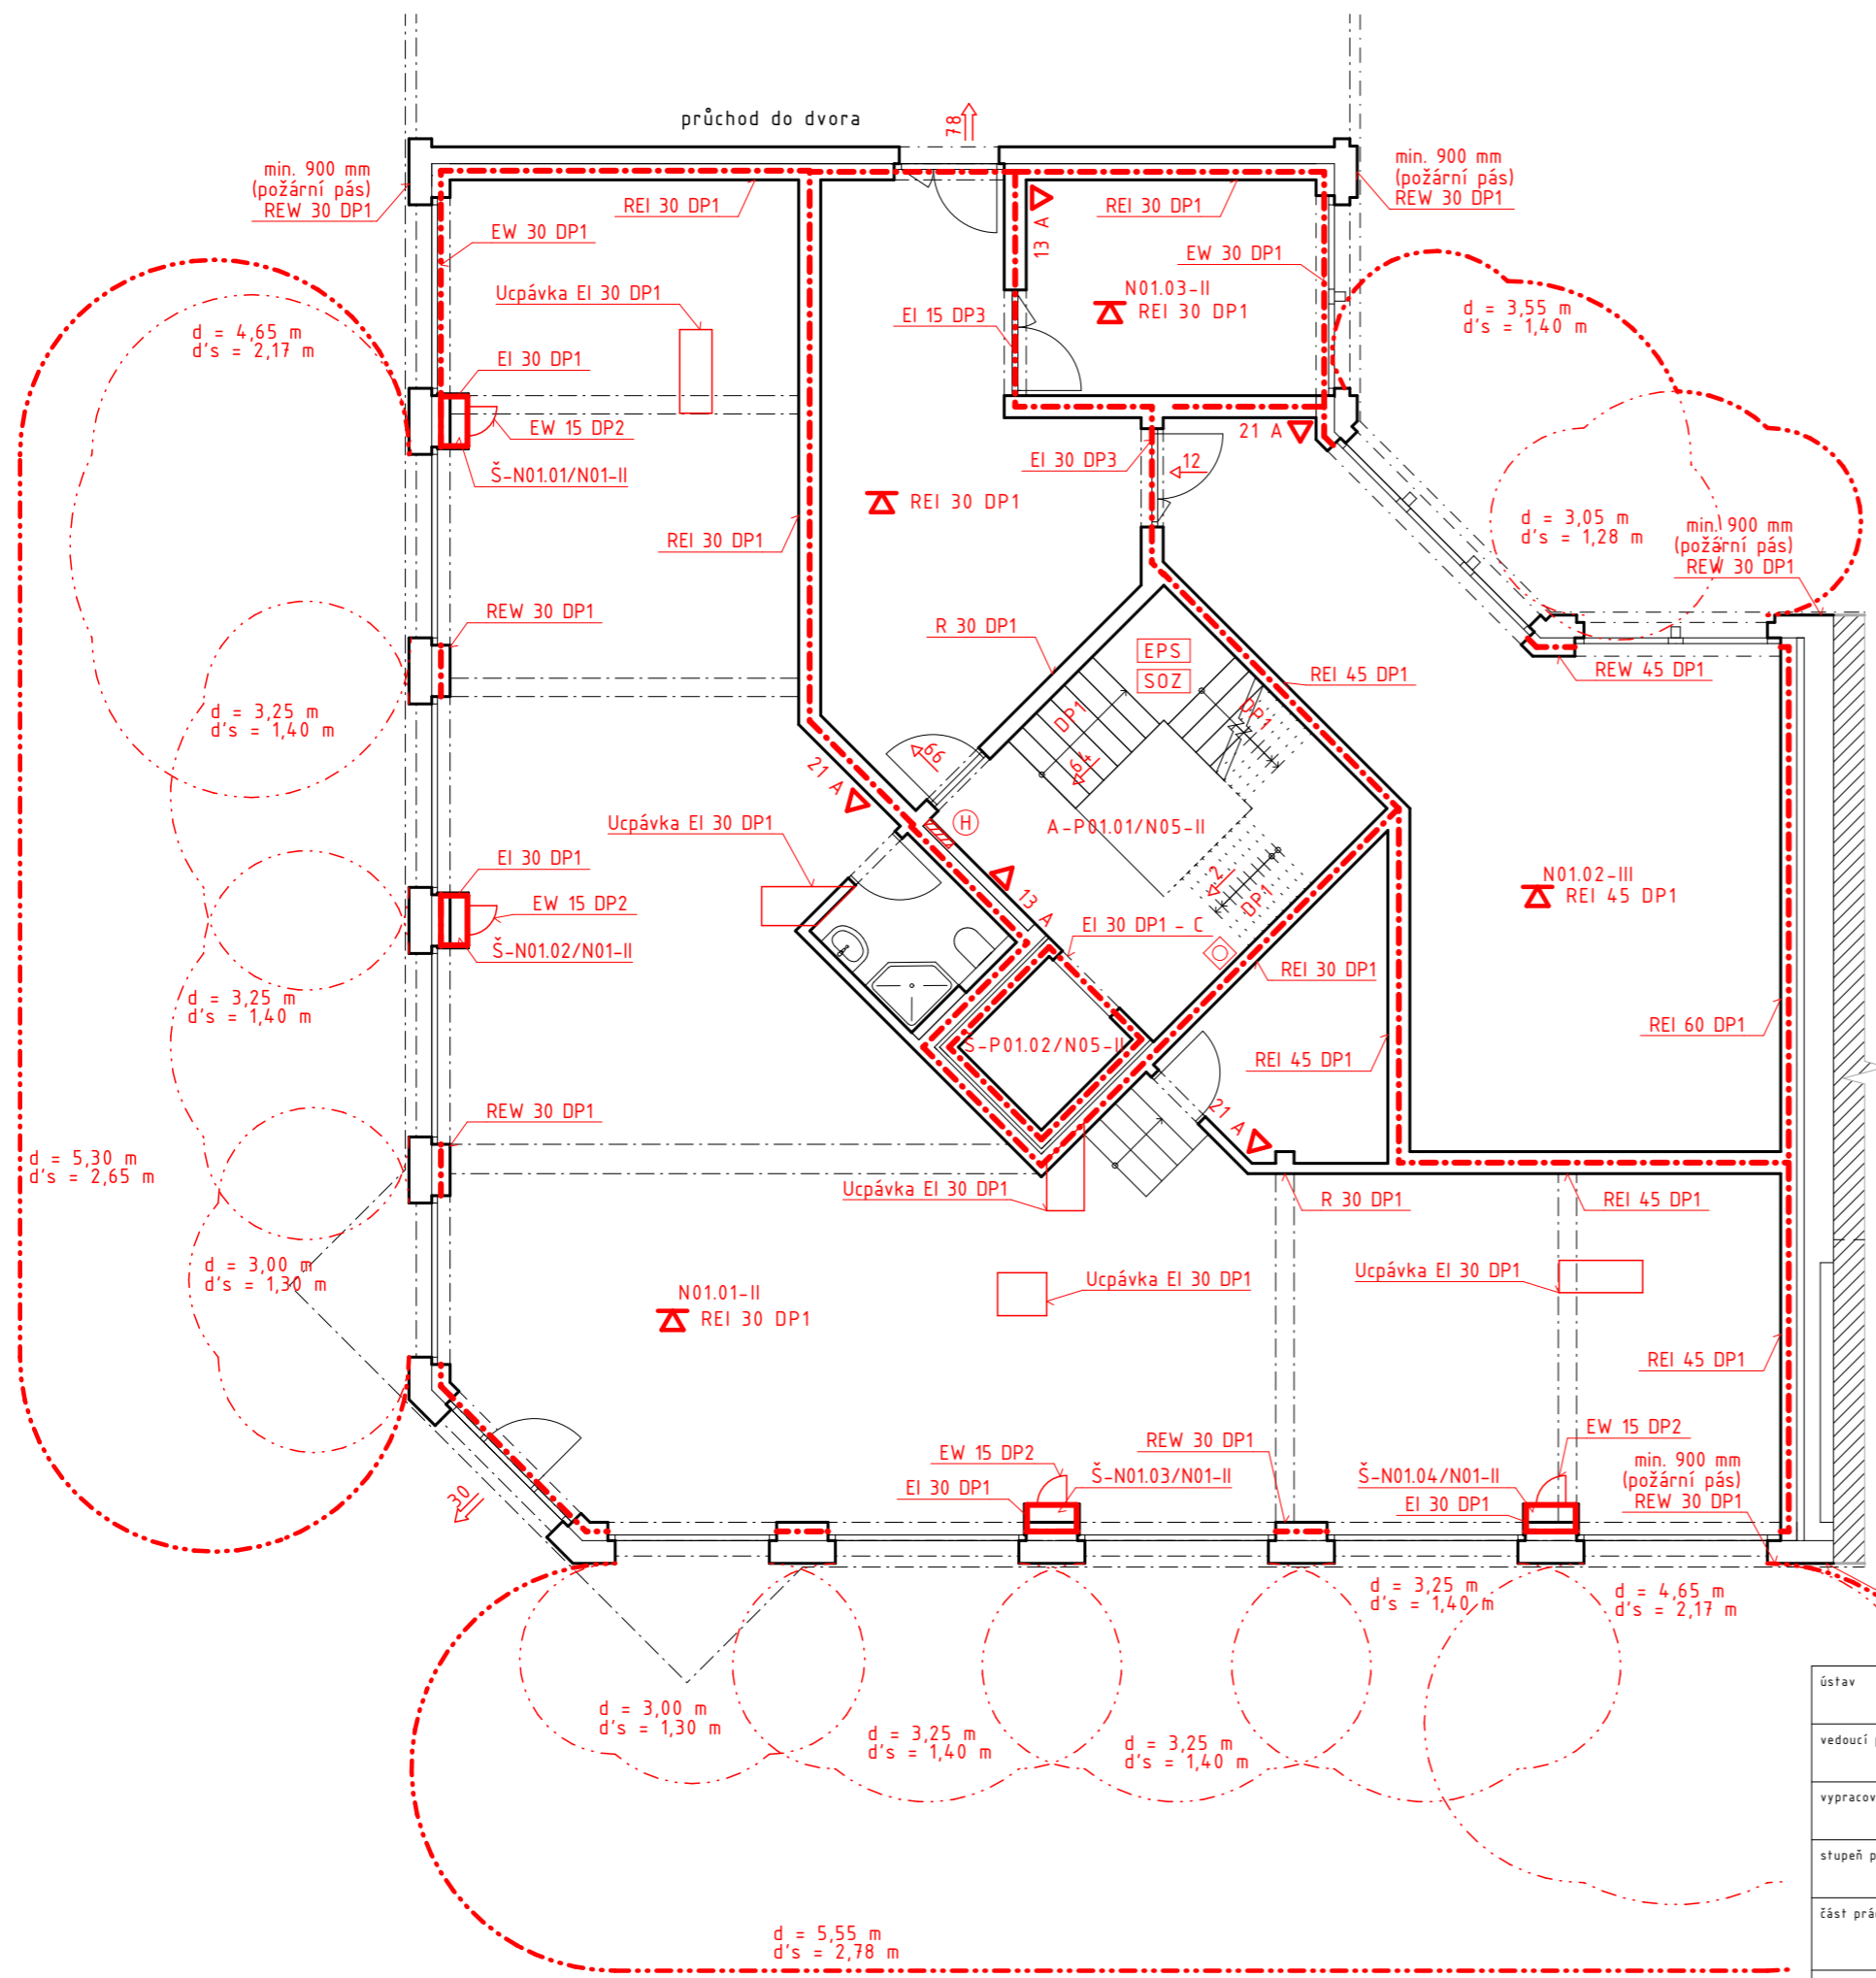 průchod do dvora
78
min. 900 mm
(požární pás)
REW 30 DP1
min. 900 mm
(požární pás)
REW 30 DP1
REI 30 DP1
13 A
REI 30 DP1
EW 30 DP1
EW 30 DP1
Ucpávka EI 30 DP1
N01.03-II
REI 30 DP1
EI 15 DP3
d = 4,65 m
d's = 2,17 m
d = 3,55 m
d's = 1,40 m
EI 30 DP1
EW 15 DP2
21 A
EI 30 DP3
12
Š-N01.01/N01-II
REI 30 DP1
REI 30 DP1
d = 3,05 m
d's = 1,28 m
min. 900 mm
(požární pás)
REW 30 DP1
REW 30 DP1
R 30 DP1
EPS
SOZ
REI 45 DP1
REW 45 DP1
DP1
DP1
64
d = 3,25 m
d's = 1,40 m
66
21 A
Ucpávka EI 30 DP1
H
A-P01.01/N05-II
EI 30 DP1
EW 15 DP2
Š-N01.02/N01-II
13 A
2
DP1
N01.02-III
REI 45 DP1
EI 30 DP1 - C
REI 30 DP1
d = 3,25 m
d's = 1,40 m
REI 60 DP1
Š-P01.02/N05-II
REI 45 DP1
REW 30 DP1
21 A
d = 5,30 m
d's = 2,65 m
Ucpávka EI 30 DP1
R 30 DP1
REI 45 DP1
d = 3,00 m
d's = 1,30 m
N01.01-II
REI 30 DP1
Ucpávka EI 30 DP1
Ucpávka EI 30 DP1
REI 45 DP1
30
EW 15 DP2
REW 30 DP1
Š-N01.03/N01-II
EI 30 DP1
EW 15 DP2
Š-N01.04/N01-II
EI 30 DP1
min. 900 mm
(požární pás)
REW 30 DP1
d = 3,25 m
d's = 1,40 m
d = 4,65 m
d's = 2,17 m
d = 3,00 m
d's = 1,30 m
d = 3,25 m
d's = 1,40 m
d = 3,25 m
d's = 1,40 m
d = 5,55 m
d's = 2,78 m
ústav
vedoucí
vypracov
stupeň p
část prá